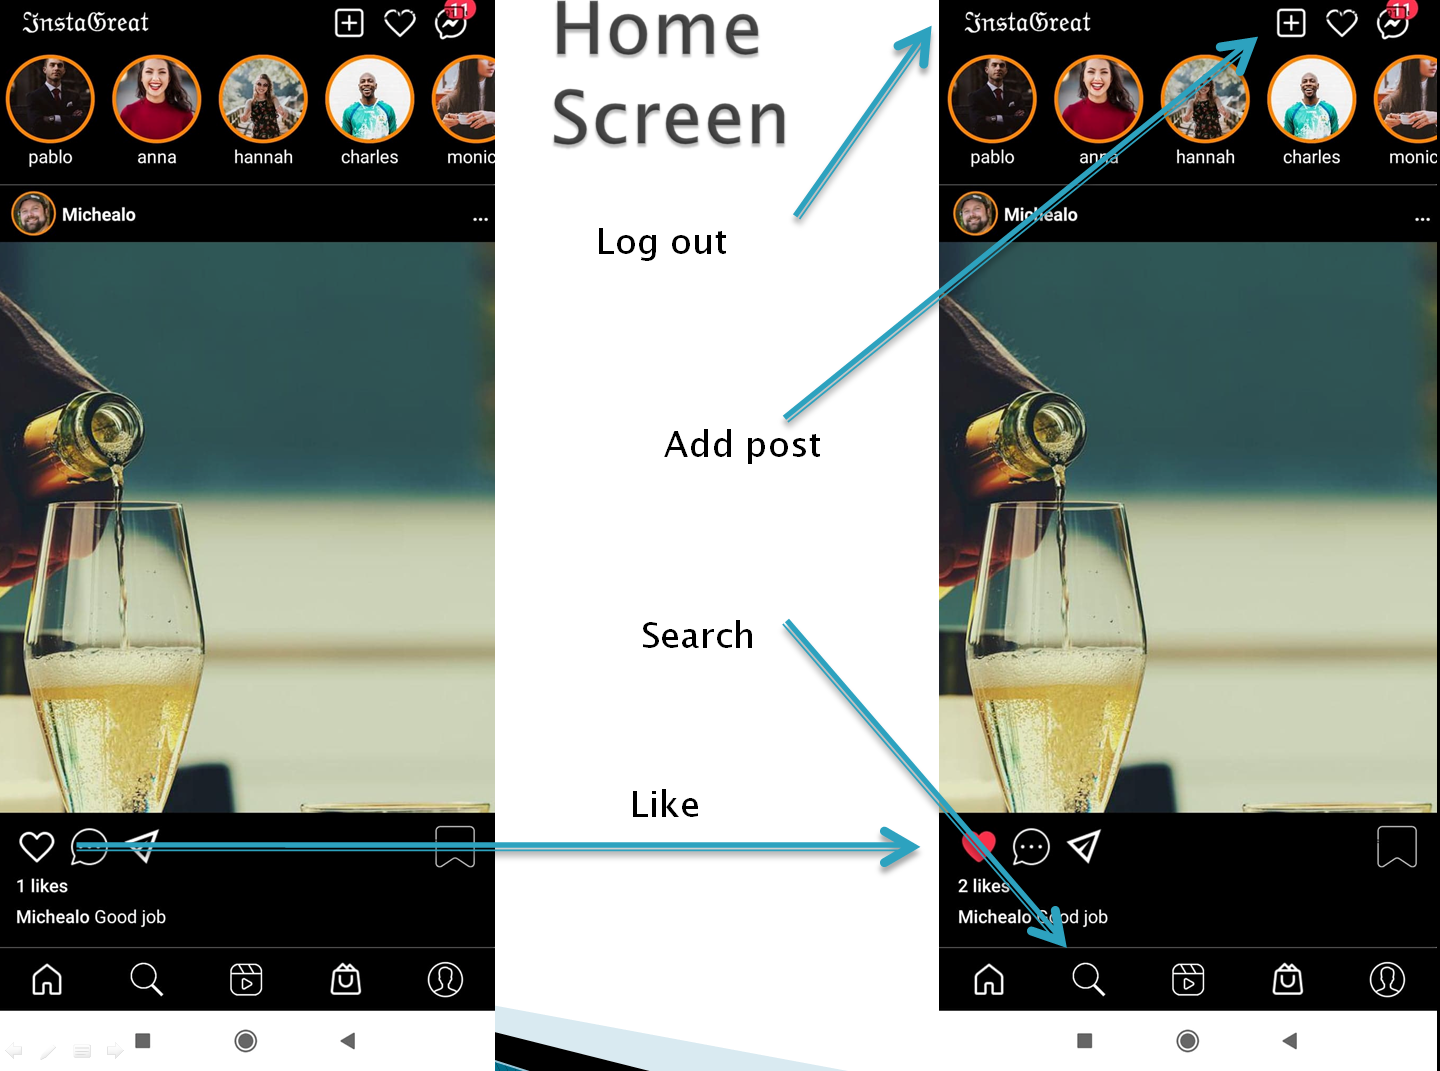 InstaGreat
11
pablo anna hannah charles monic
Michealo ...
1 likes
Michealo Good job
Home
Screen
Log out
Add post
Search
Like
InstaGreat
11
pablo anna hannah charles monic
Michealo ...
2 likes
Michealo Good job